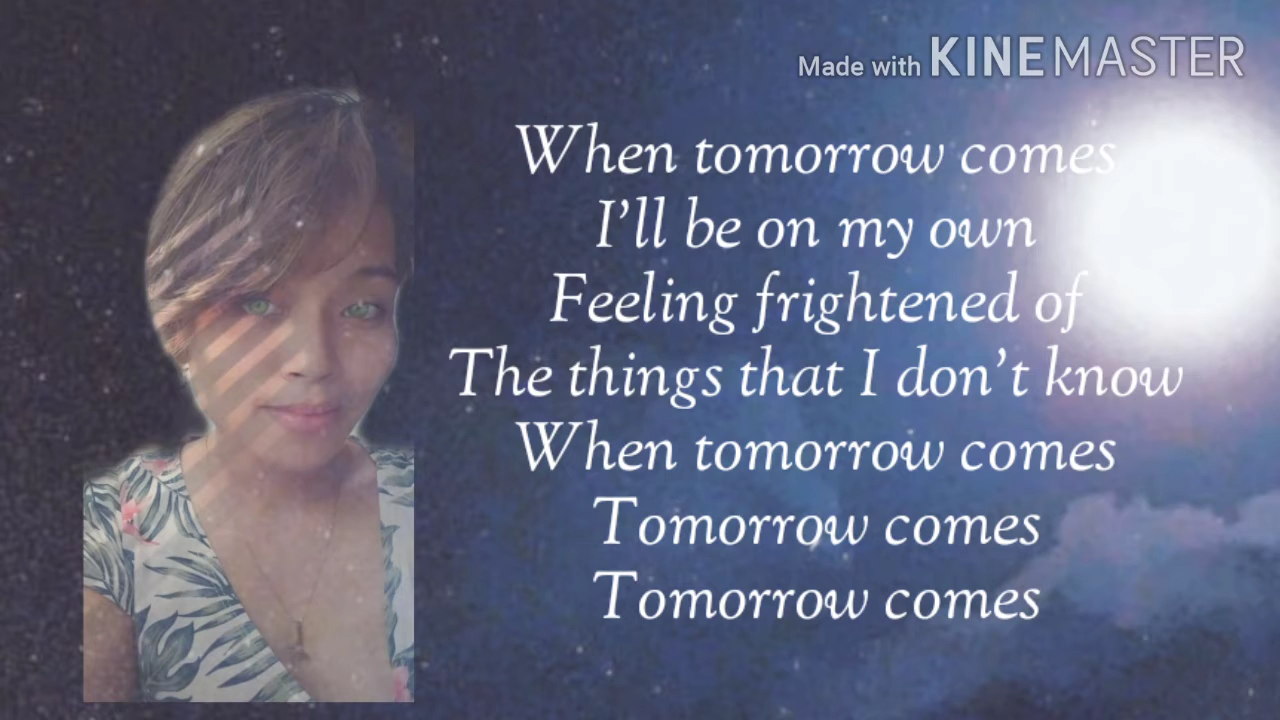 Made with KINEMASTER
When tomorrow comes
I'll be on my own
Feeling frightened of
The things that I don't know
When tomorrow comes
Tomorrow comes
Tomorrow comes